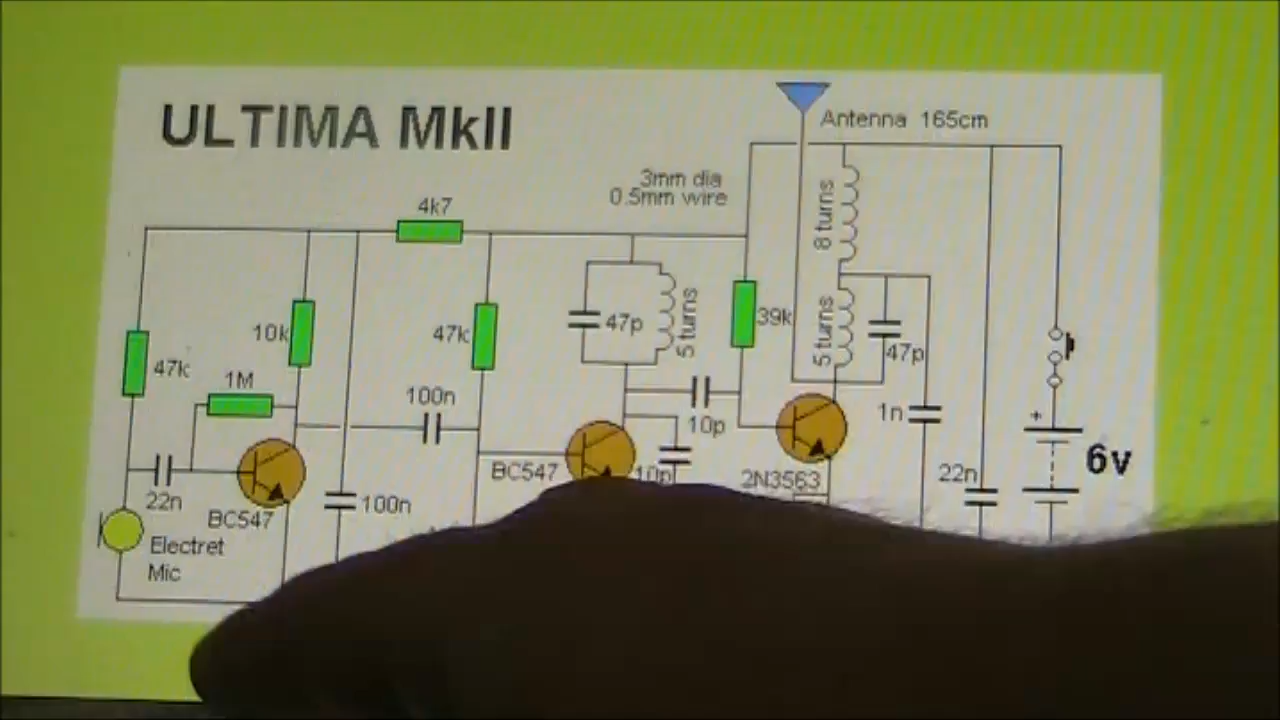 ULTIMA MkII
Antenna 165cm
3mm dia
0.5mm wire
4k7
8 turns
47k
10k
1M
47k
47p
5 turns
39k
5 turns
47p
100n
10p
1n
+
6v
22n
BC547
100n
BC547
10p
2N3563
22n
Electret
Mic